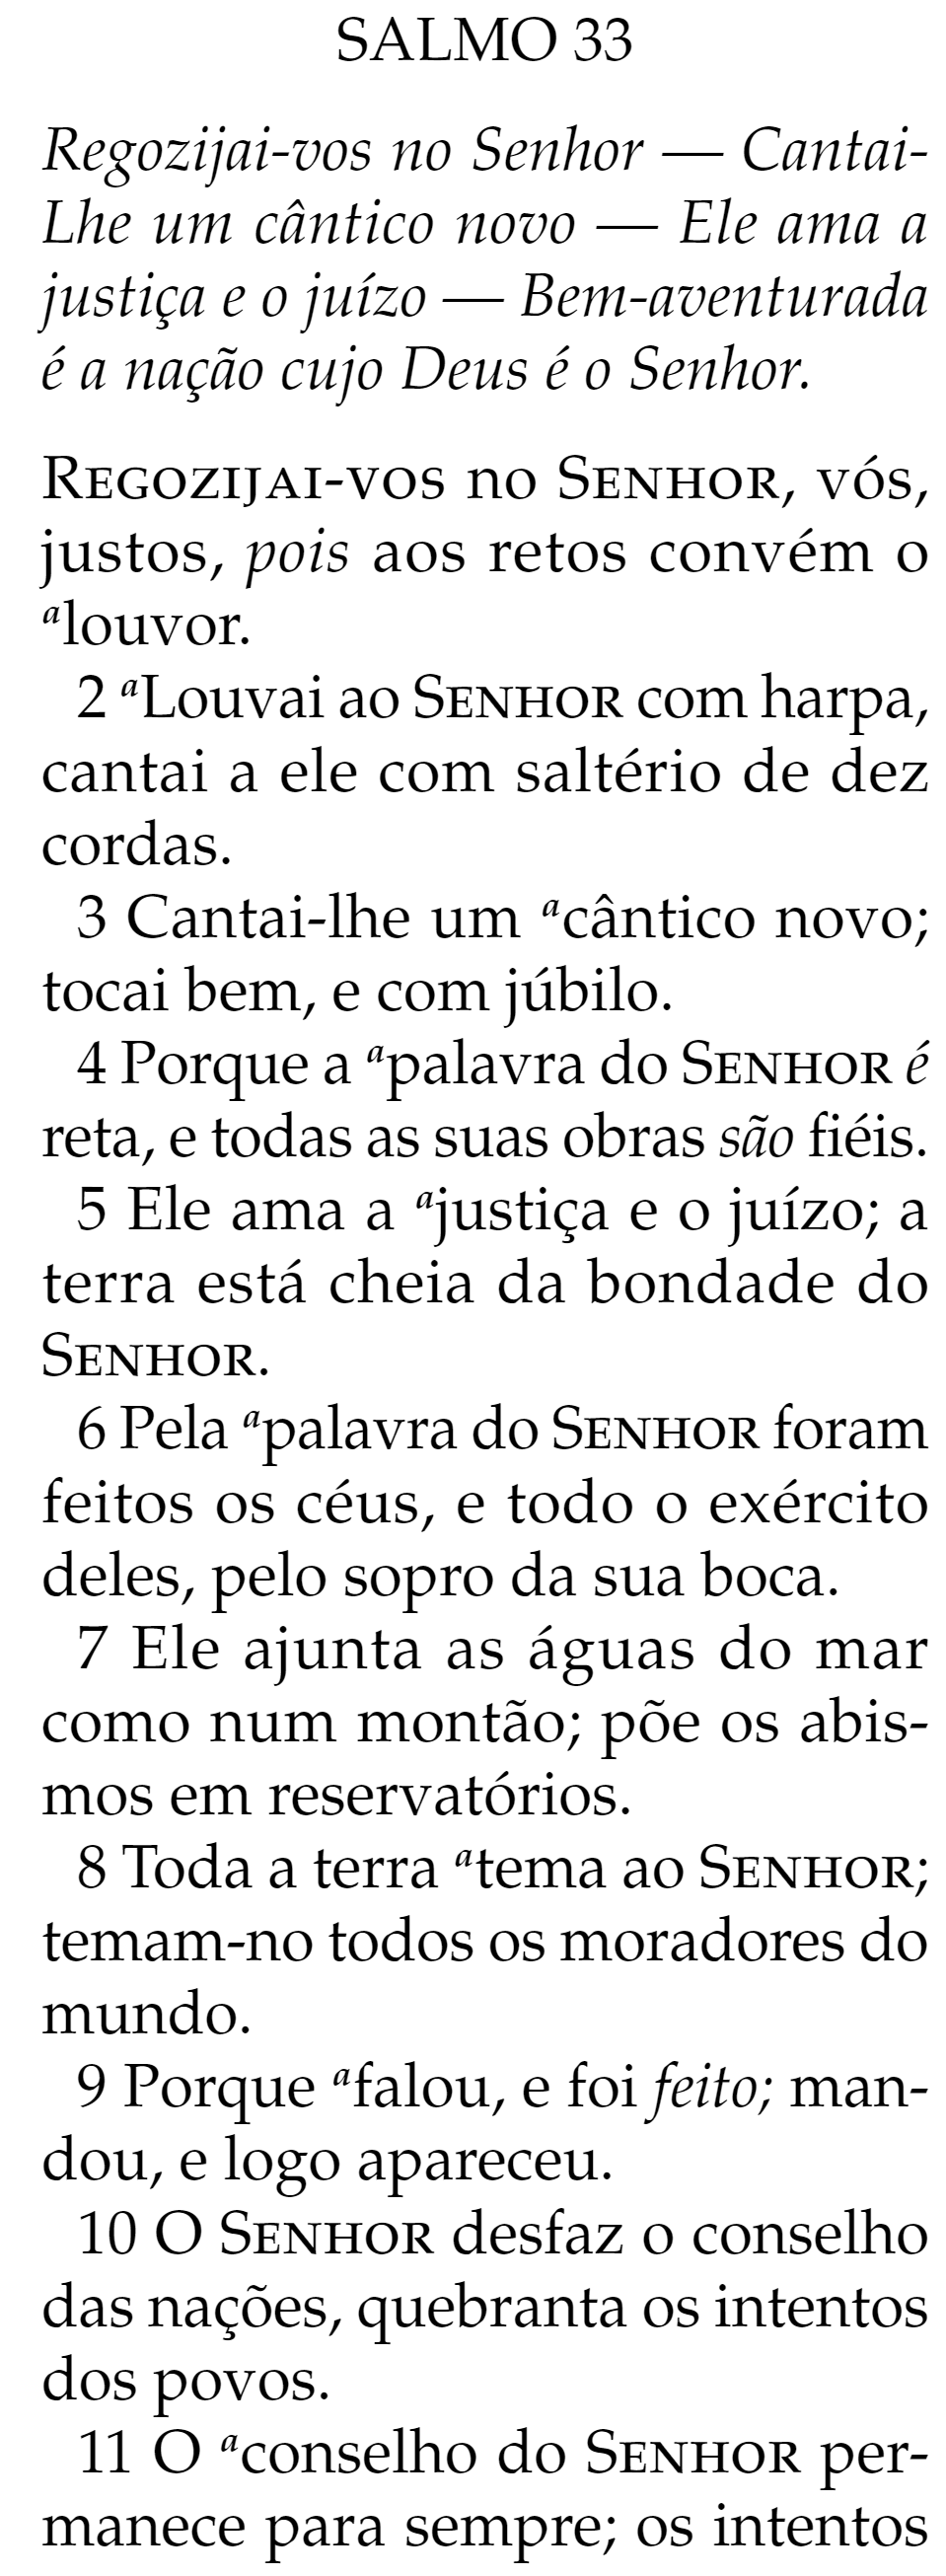 SALMO 33
Regozijai-vos no Senhor — Cantai-
Lhe um cântico novo — Ele ama a
justiça e o juízo — Bem-aventurada
é a nação cujo Deus é o Senhor.
REGOZIJAI-VOS no SENHOR, vós,
justos, pois aos retos convém o
ᵃlouvor.
2 ᵃLouvai ao SENHOR com harpa,
cantai a ele com saltério de dez
cordas.
3 Cantai-lhe um ᵃcântico novo;
tocai bem, e com júbilo.
4 Porque a ᵃpalavra do SENHOR é
reta, e todas as suas obras são fiéis.
5 Ele ama a ᵃjustiça e o juízo; a
terra está cheia da bondade do
SENHOR.
6 Pela ᵃpalavra do SENHOR foram
feitos os céus, e todo o exército
deles, pelo sopro da sua boca.
7 Ele ajunta as águas do mar
como num montão; põe os abis-
mos em reservatórios.
8 Toda a terra ᵃtema ao SENHOR;
temam-no todos os moradores do
mundo.
9 Porque ᵃfalou, e foi feito; man-
dou, e logo apareceu.
10 O SENHOR desfaz o conselho
das nações, quebranta os intentos
dos povos.
11 O ᵃconselho do SENHOR per-
manece para sempre; os intentos